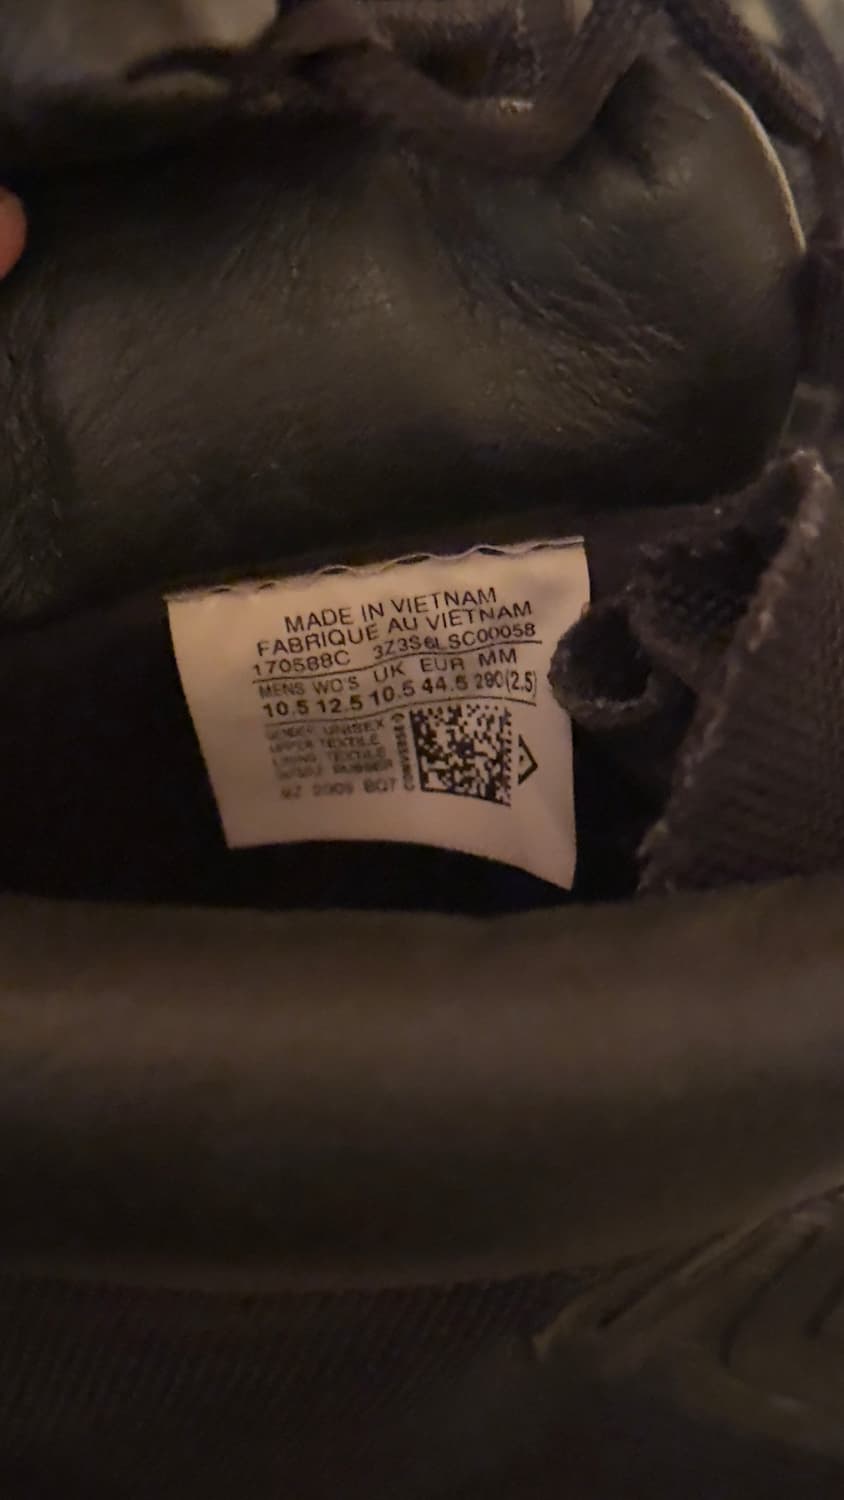 MADE IN VIETNAM
FABRIQUE AU VIETNAM
170588C 3Z3S6LSC00058
MENS WO'S UK EUR MM
10.5 12.5 10.5 44.5 290(2.5)
GENDER UNISEX
UPPER TEXTILE
LINING TEXTILE
OUTSOLE RUBBER
CONVERSE